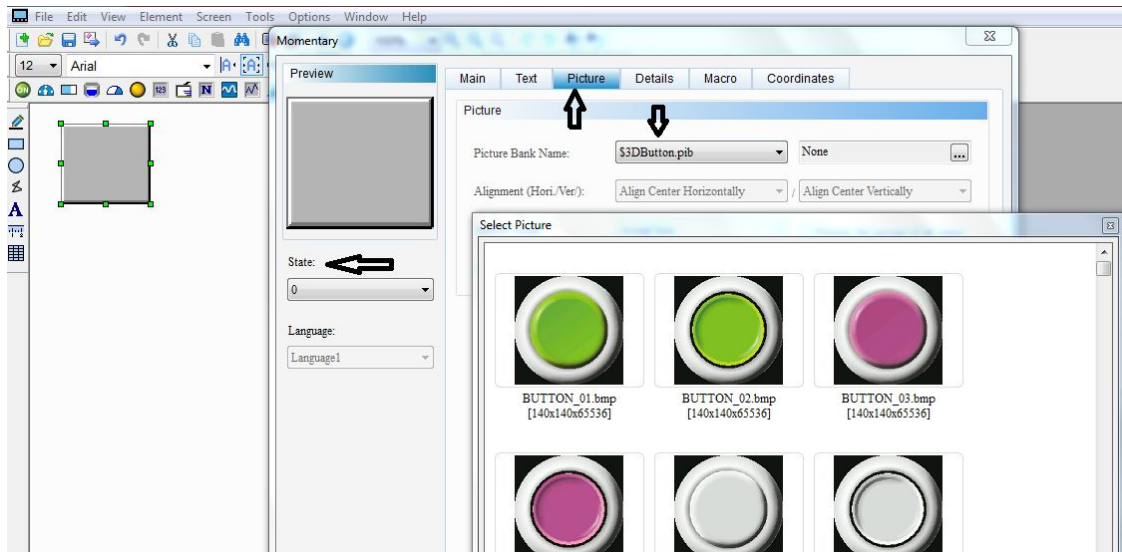 File Edit View Element Screen Tools Options Window Help
Momentary
12 Arial
Preview
Main Text Picture Details Macro Coordinates
Picture
Picture Bank Name: $3DButton.pib None ...
Alignment (Hori./Ver/): Align Center Horizontally / Align Center Vertically
Select Picture
State:
0
Language:
Language1
BUTTON_01.bmp
[140x140x65536]
BUTTON_02.bmp
[140x140x65536]
BUTTON_03.bmp
[140x140x65536]